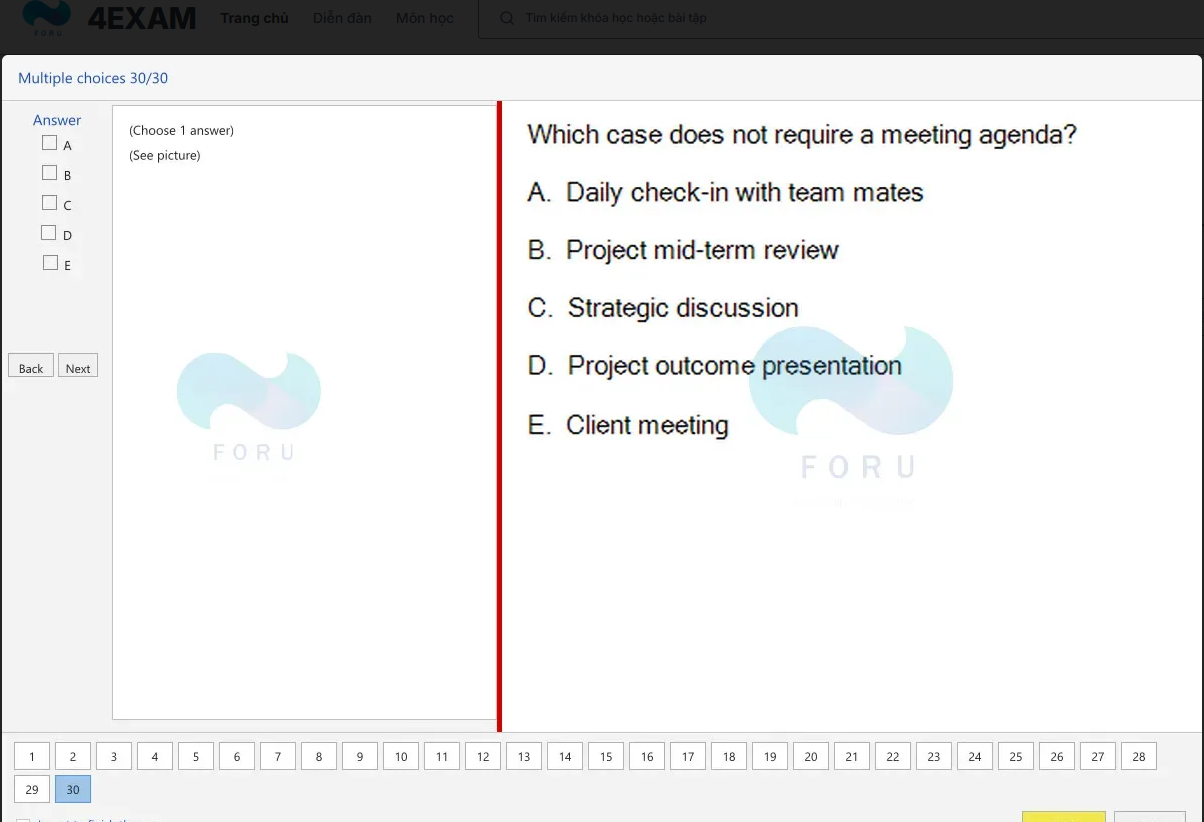 4EXAM
Trang chủ
Diễn đàn
Môn học
Tìm kiếm khóa học hoặc bài tập
FORU
Multiple choices 30/30
Answer
A
B
C
D
E
Back
Next
(Choose 1 answer)
(See picture)
FORU
Which case does not require a meeting agenda?
A. Daily check-in with team mates
B. Project mid-term review
C. Strategic discussion
D. Project outcome presentation
E. Client meeting
FORU
1 2 3 4 5 6 7 8 9 10 11 12 13 14 15 16 17 18 19 20 21 22 23 24 25 26 27 28
29 30